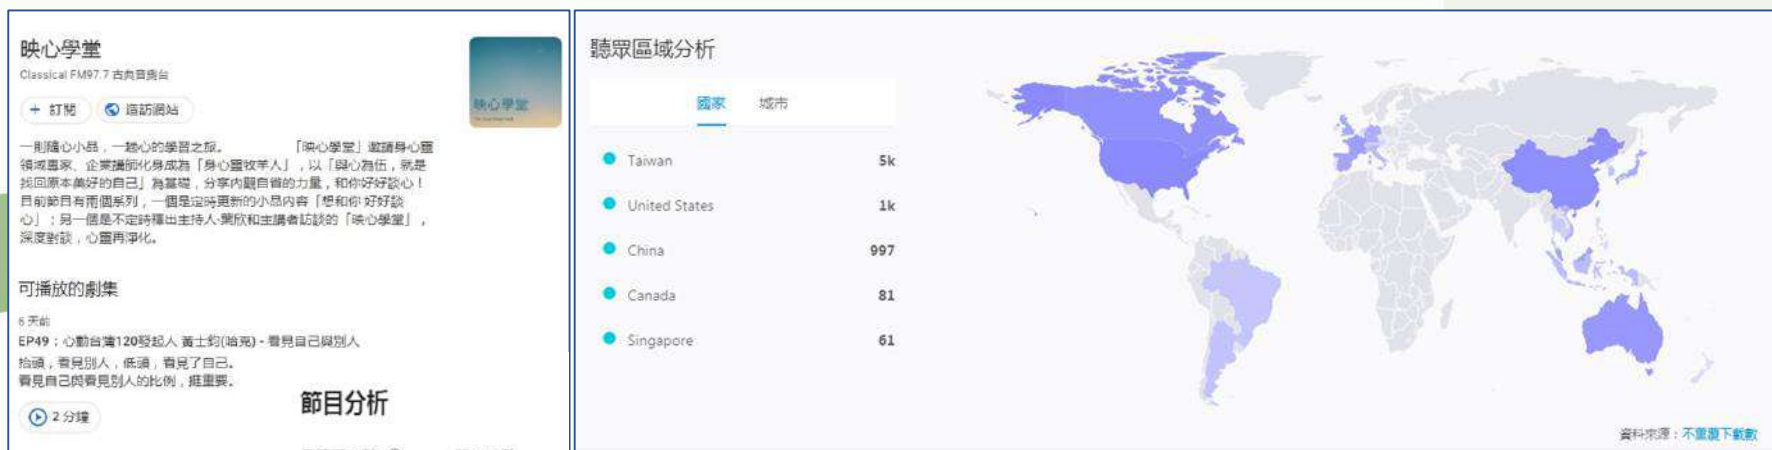 映心學堂
Classical FM97.7 古典音樂台
+ 訂閱
造訪網站
映心學堂
一則隨心小品，一趟心的學習之旅。 「映心學堂」邀請身心靈
領域專家、企業講師化身成為「身心靈牧羊人」，以「與心為伍，就是
找回原本美好的自己」為基礎，分享內觀自省的力量，和你好好談心！
目前節目有兩個系列，一個是定時更新的小品內容「想和你 好好談
心」；另一個是不定時釋出主持人-葉欣和主講者訪談的「映心學堂」，
深度對談，心靈再淨化。
可播放的劇集
6 天前
EP49：心動台灣120發起人 黃士鈞(哈克) - 看見自己與別人
抬頭，看見別人，低頭，看見了自己。
看見自己與看見別人的比例，挺重要。
2 分鐘
節目分析
聽眾區域分析
國家 城市
Taiwan 5k
United States 1k
China 997
Canada 81
Singapore 61
資料來源：不重覆下載數